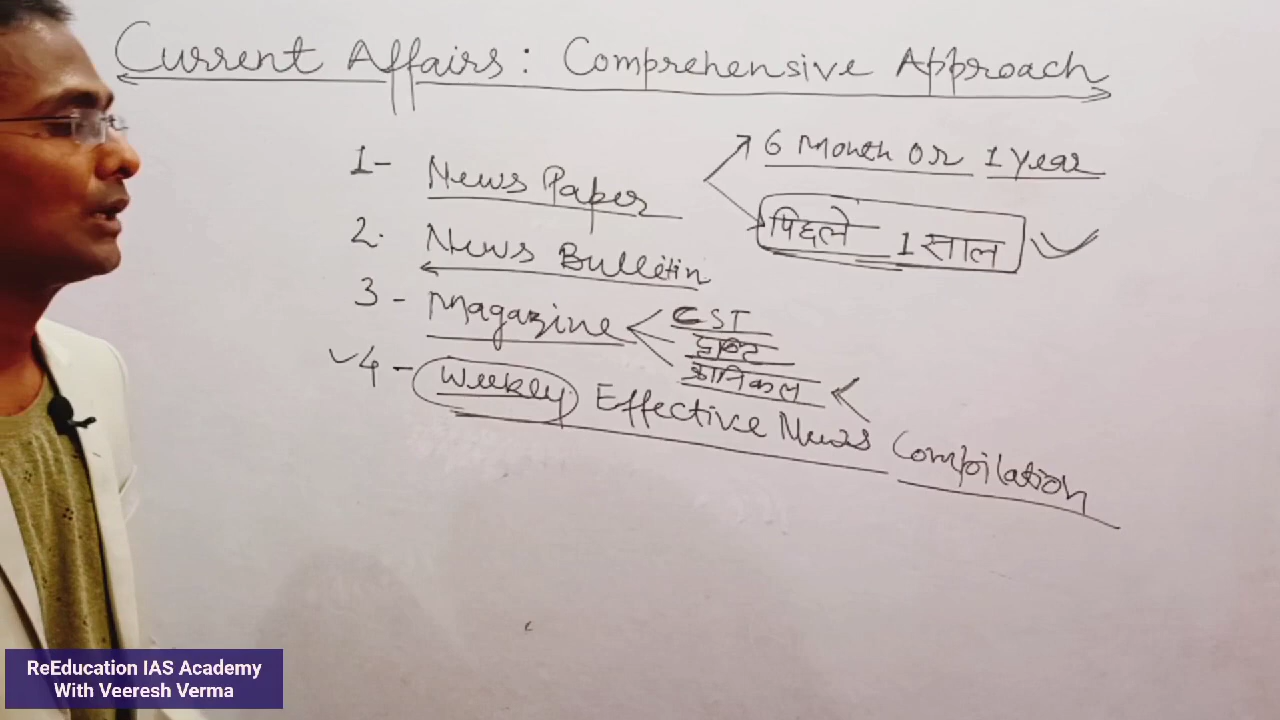 Current Affairs : Comprehensive Approach
1- News Paper
6 Month Or 1 Year
पिछले 1 साल
2. News Bulletin
3 - Magazine
CST
क्रानिकल
4 - Weekly Effective News Compilation
ReEducation IAS Academy
With Veeresh Verma